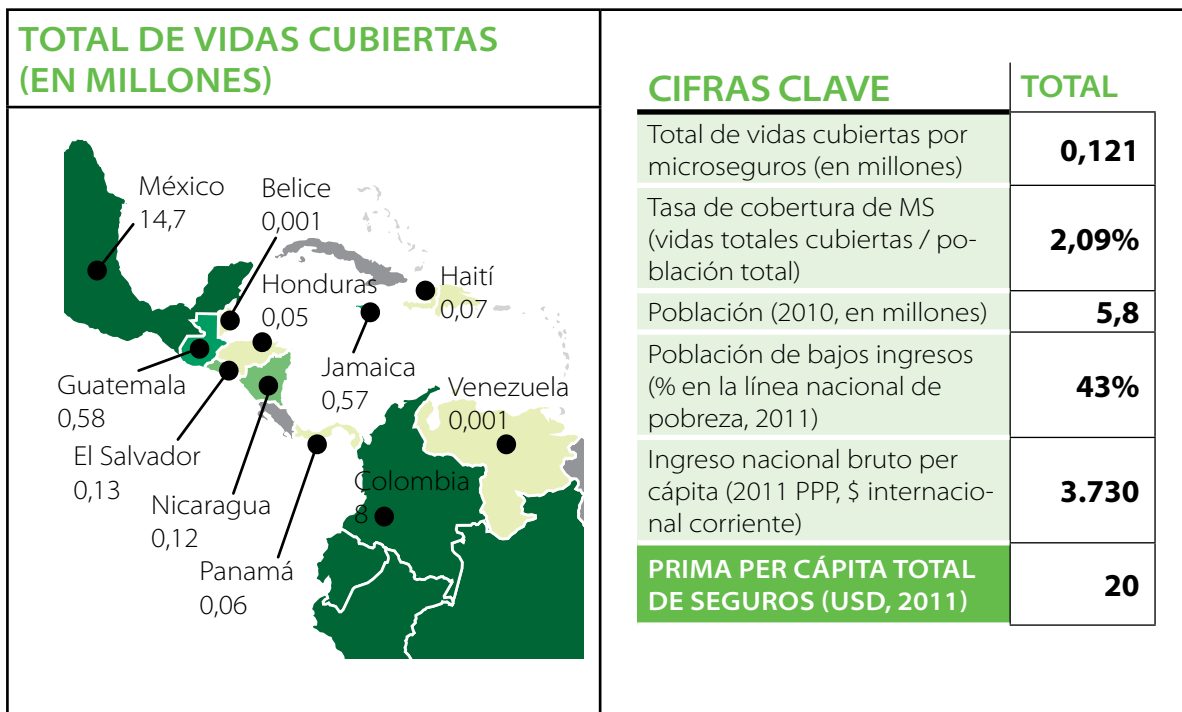 TOTAL DE VIDAS CUBIERTAS
(EN MILLONES)
México
14,7
Belice
0,001
Honduras
0,05
Haití
0,07
Guatemala
0,58
Jamaica
0,57
Venezuela
0,001
El Salvador
0,13
Nicaragua
0,12
Colombia
8
Panamá
0,06
CIFRAS CLAVE
TOTAL
Total de vidas cubiertas por
microseguros (en millones)
0,121
Tasa de cobertura de MS
(vidas totales cubiertas / po-
blación total)
2,09%
Población (2010, en millones)
5,8
Población de bajos ingresos
(% en la línea nacional de
pobreza, 2011)
43%
Ingreso nacional bruto per
cápita (2011 PPP, $ internacio-
nal corriente)
3.730
PRIMA PER CÁPITA TOTAL
DE SEGUROS (USD, 2011)
20